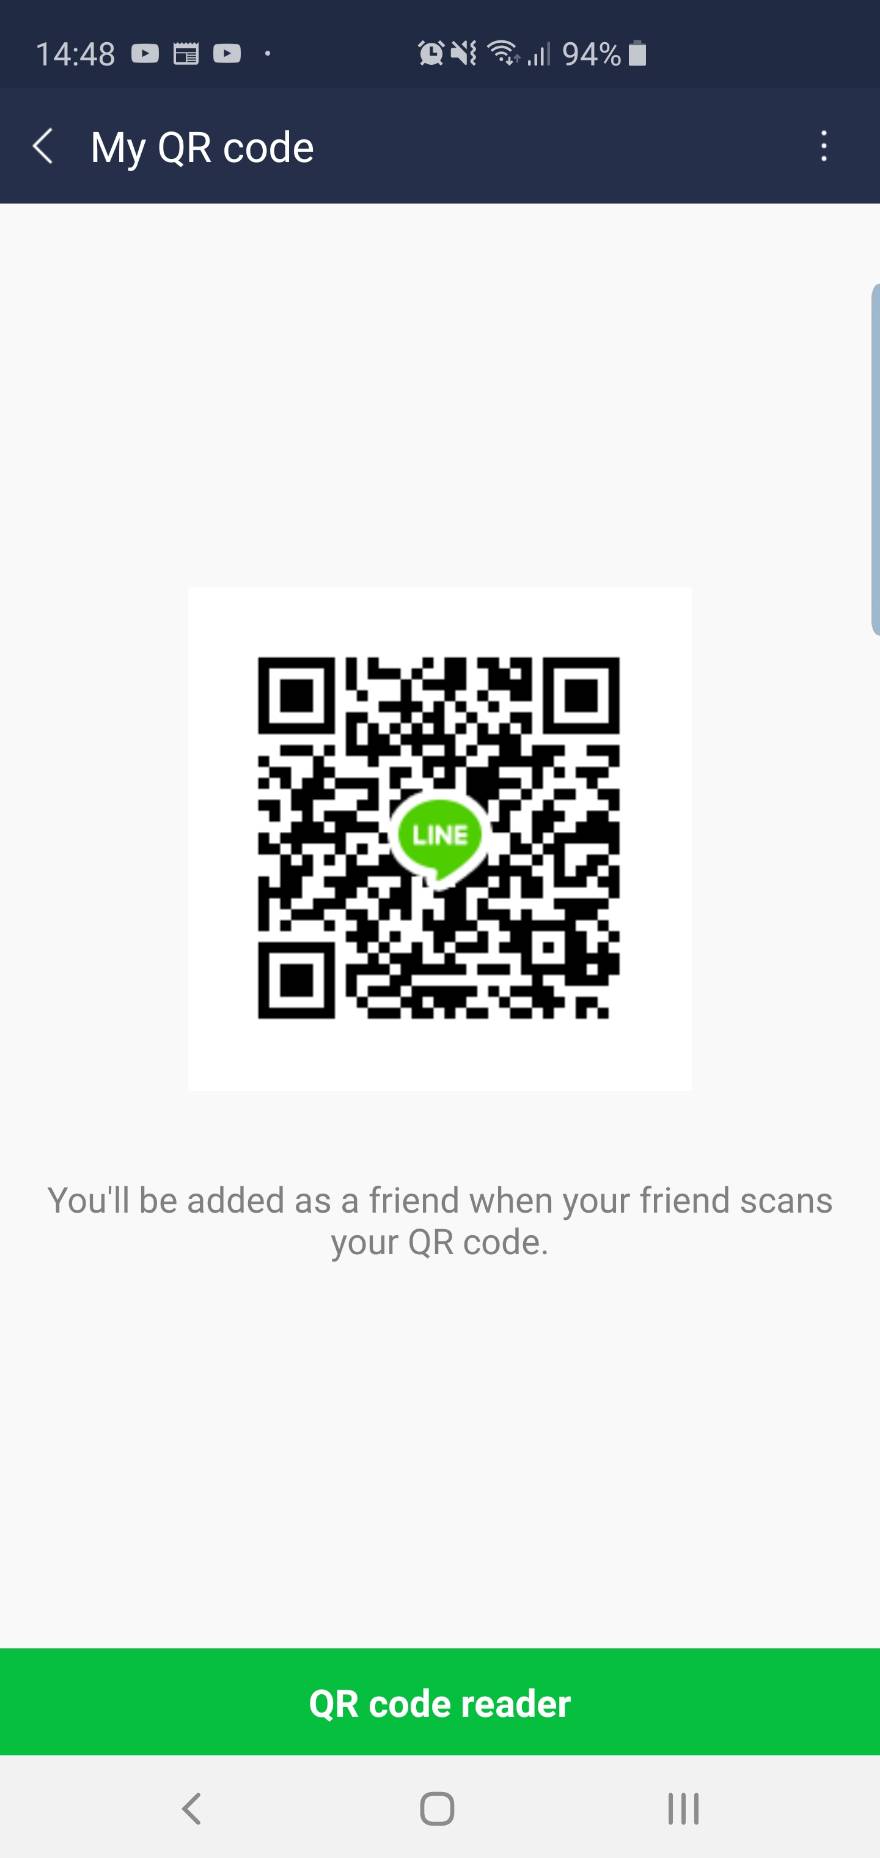 14:48
94%
My QR code
LINE
You'll be added as a friend when your friend scans
your QR code.
QR code reader